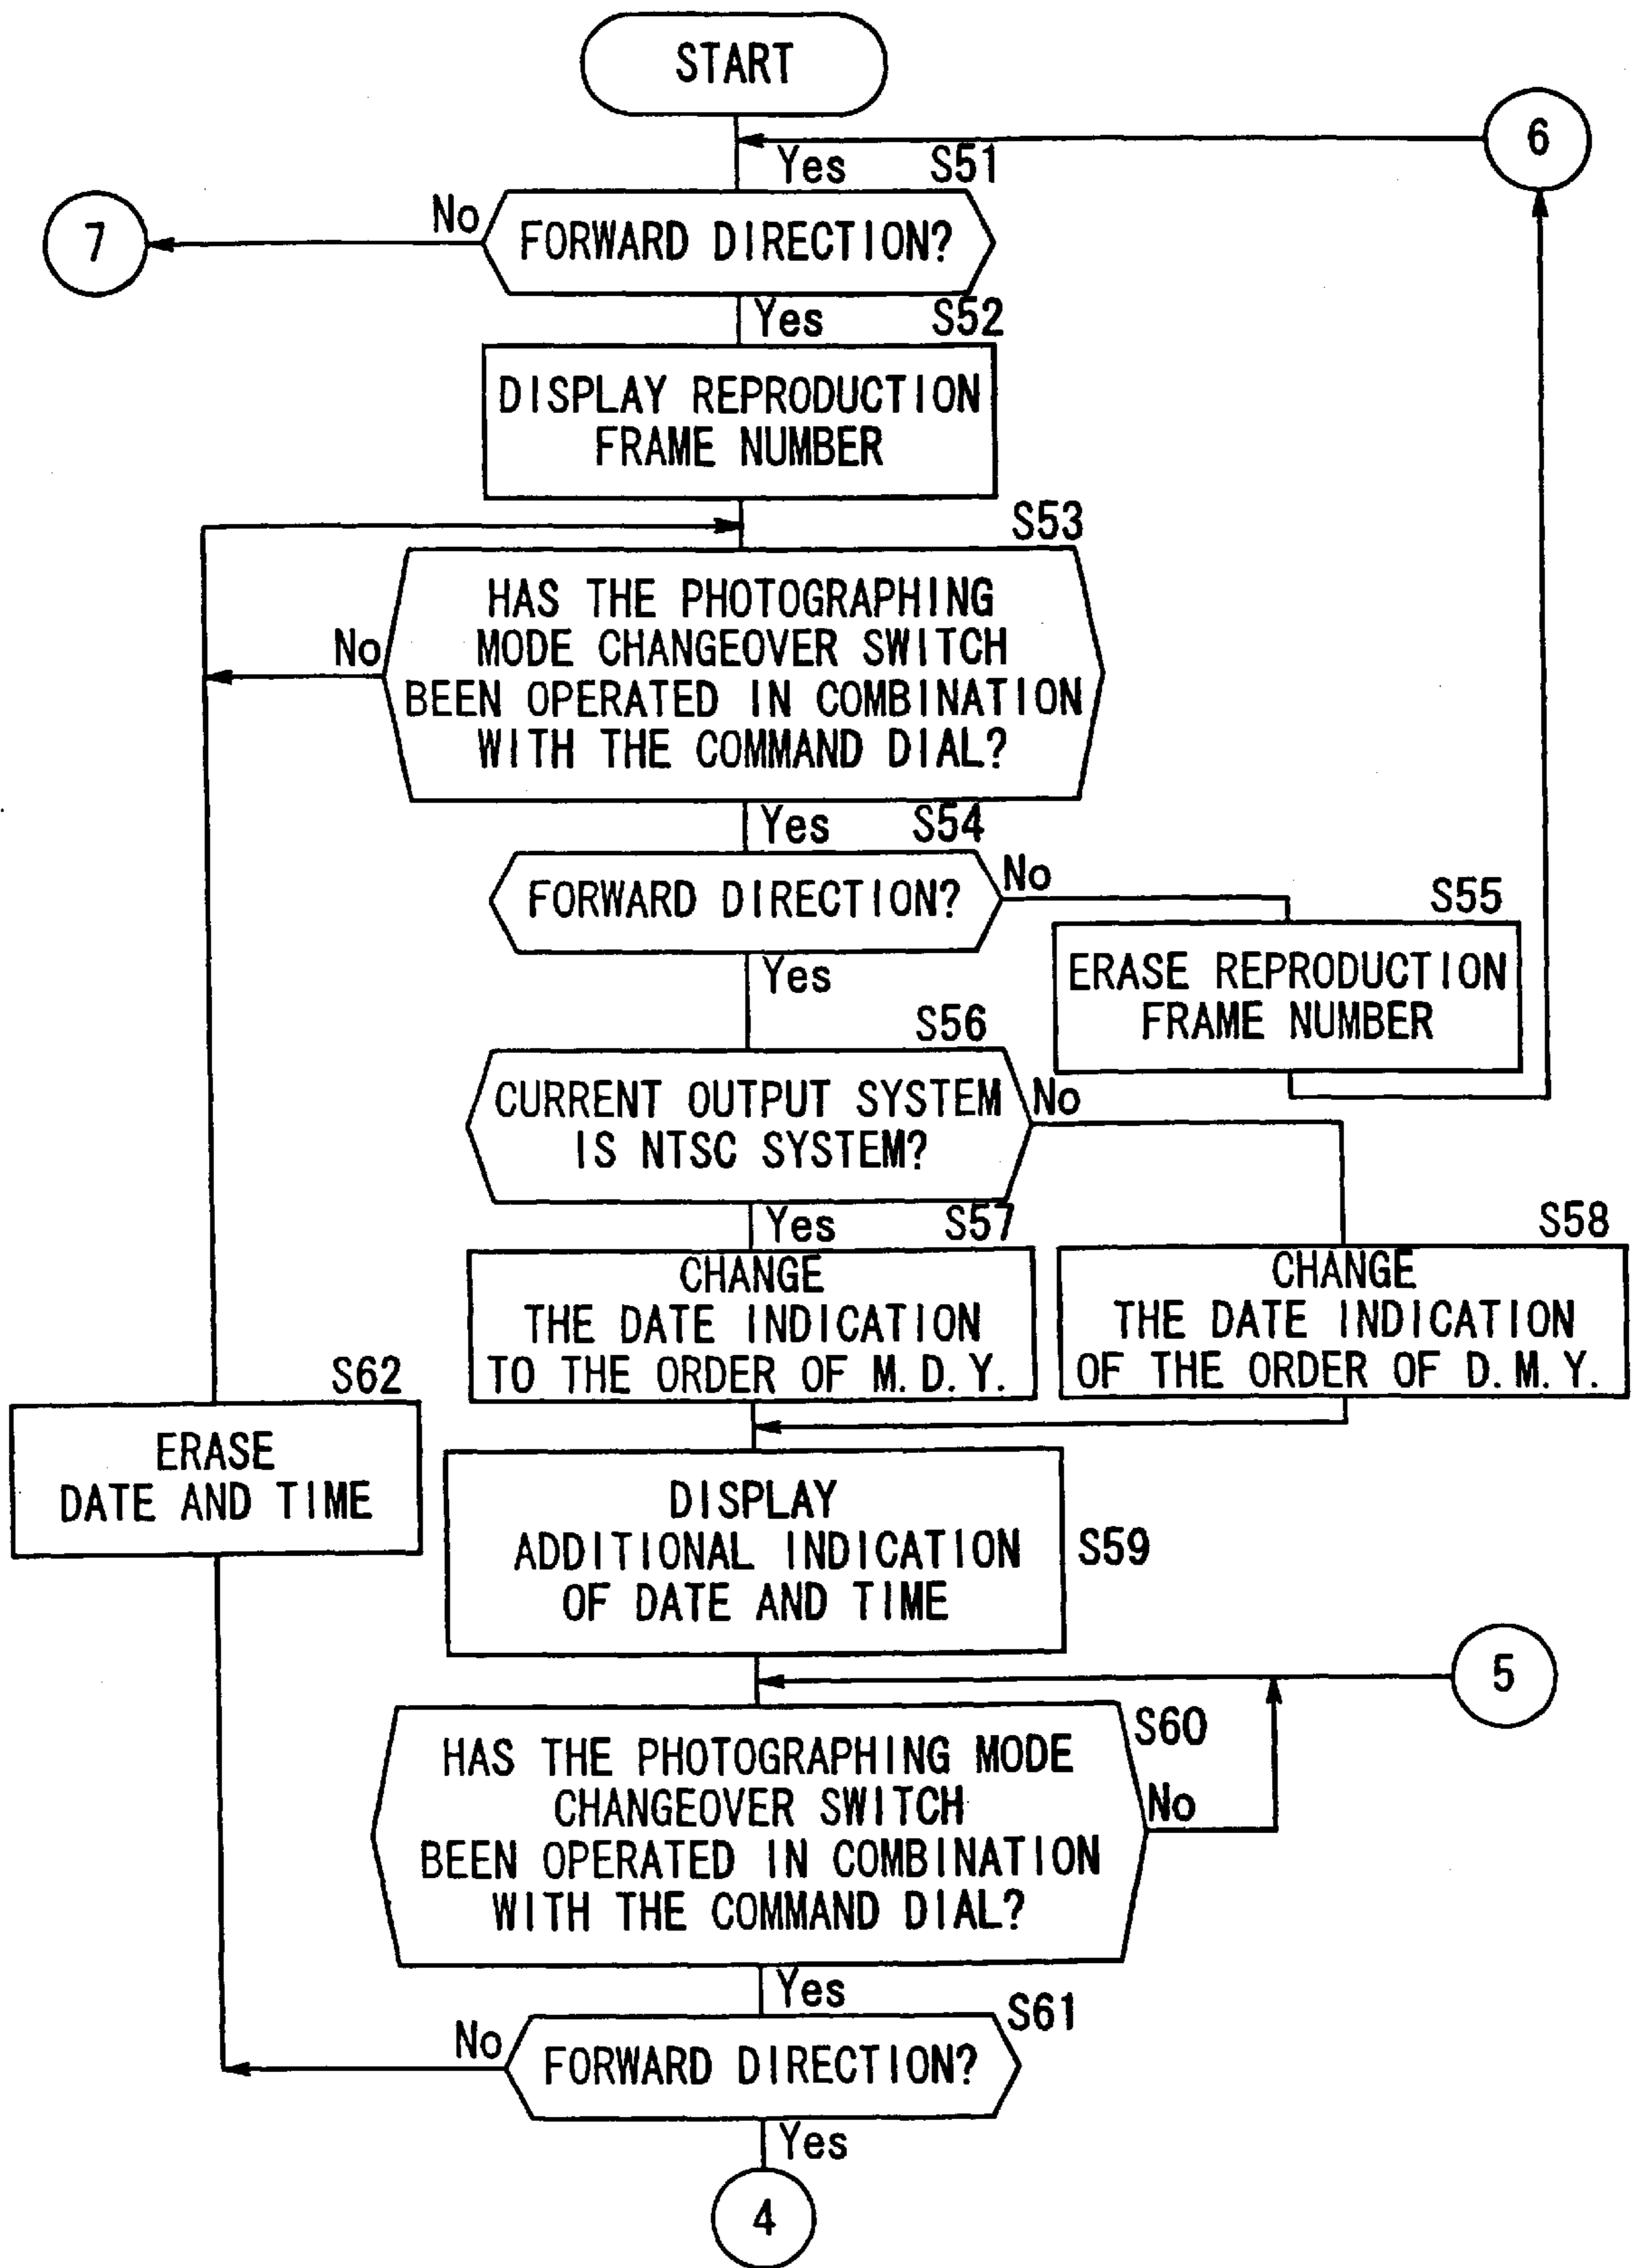 START
6
Yes S51
7
No
FORWARD DIRECTION?
Yes S52
DISPLAY REPRODUCTION
FRAME NUMBER
S53
HAS THE PHOTOGRAPHING
MODE CHANGEOVER SWITCH
BEEN OPERATED IN COMBINATION
WITH THE COMMAND DIAL?
No
Yes S54
FORWARD DIRECTION?
No
S55
ERASE REPRODUCTION
FRAME NUMBER
Yes
S56
CURRENT OUTPUT SYSTEM
IS NTSC SYSTEM?
No
Yes S57
CHANGE
THE DATE INDICATION
TO THE ORDER OF M. D. Y.
S58
CHANGE
THE DATE INDICATION
OF THE ORDER OF D. M. Y.
S62
ERASE
DATE AND TIME
DISPLAY
ADDITIONAL INDICATION
OF DATE AND TIME
S59
5
S60
HAS THE PHOTOGRAPHING MODE
CHANGEOVER SWITCH
BEEN OPERATED IN COMBINATION
WITH THE COMMAND DIAL?
No
Yes
S61
No
FORWARD DIRECTION?
Yes
4